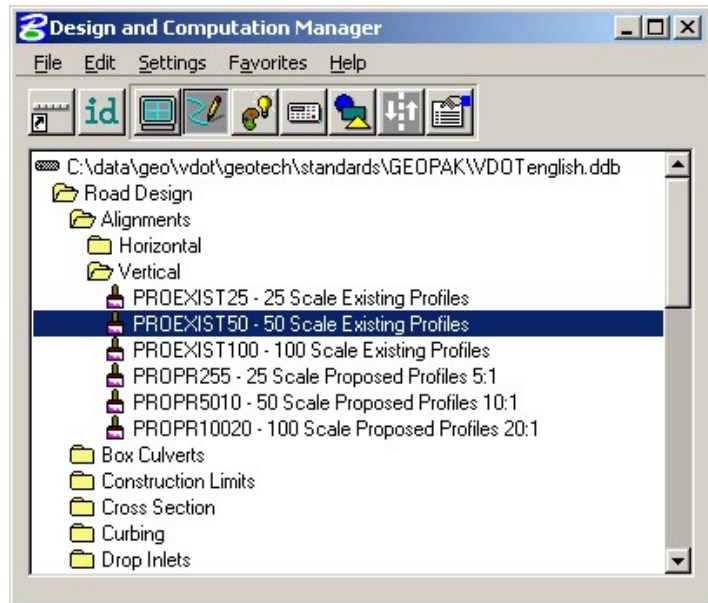 Design and Computation Manager
File Edit Settings Favorites Help
id
C:\data\geo\vdot\geotech\standards\GEOPAK\VDOTenglish.ddb
Road Design
Alignments
Horizontal
Vertical
PROEXIST25 - 25 Scale Existing Profiles
PROEXIST50 - 50 Scale Existing Profiles
PROEXIST100 - 100 Scale Existing Profiles
PROPR255 - 25 Scale Proposed Profiles 5:1
PROPR5010 - 50 Scale Proposed Profiles 10:1
PROPR10020 - 100 Scale Proposed Profiles 20:1
Box Culverts
Construction Limits
Cross Section
Curbing
Drop Inlets